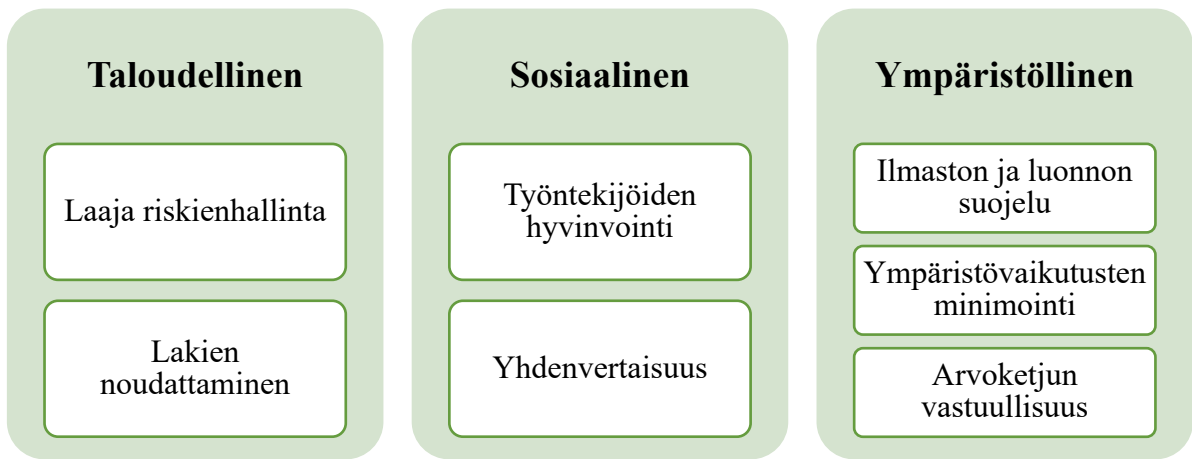 Taloudellinen
Laaja riskienhallinta
Lakien
noudattaminen
Sosiaalinen
Työntekijöiden
hyvinvointi
Yhdenvertaisuus
Ympäristöllinen
Ilmaston ja luonnon
suojelu
Ympäristövaikutusten
minimointi
Arvoketjun
vastuullisuus